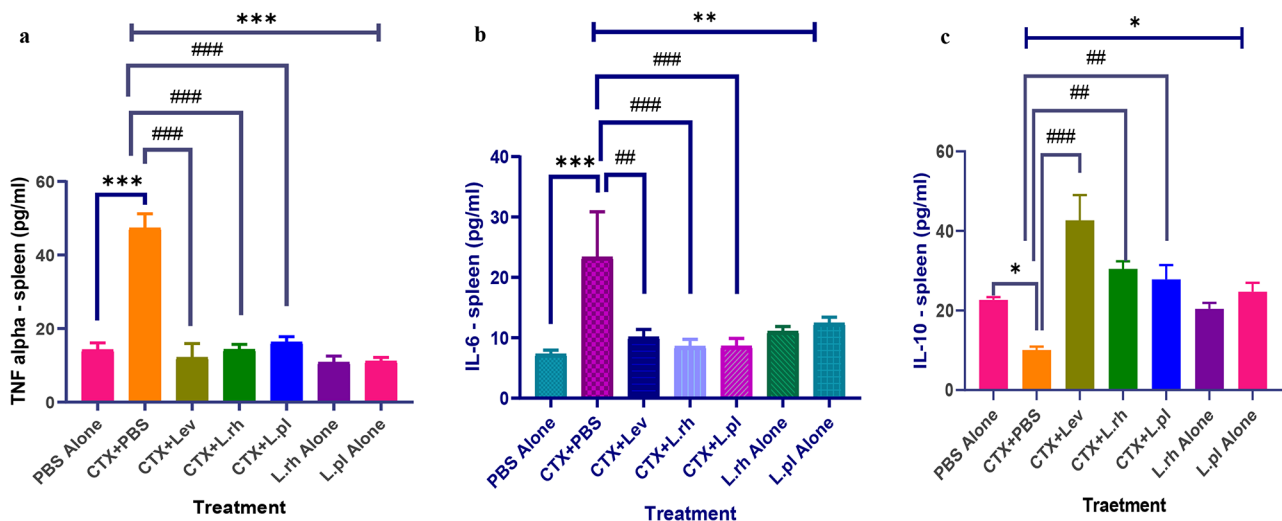 a
***
###
###
###
***
TNF alpha - spleen (pg/ml)
60
40
20
0
PBS Alone
CTX+PBS
CTX+Lev
CTX+L.rh
CTX+L.pl
L.rh Alone
L.pl Alone
Treatment
b
**
###
###
##
***
IL-6 - spleen (pg/ml)
40
30
20
10
0
PBS Alone
CTX+PBS
CTX+Lev
CTX+L.rh
CTX+L.pl
L.rh Alone
L.pl Alone
Treatment
c
*
##
##
###
*
IL-10 - spleen (pg/ml)
60
40
20
0
PBS Alone
CTX+PBS
CTX+Lev
CTX+L.rh
CTX+L.pl
L.rh Alone
L.pl Alone
Traetment